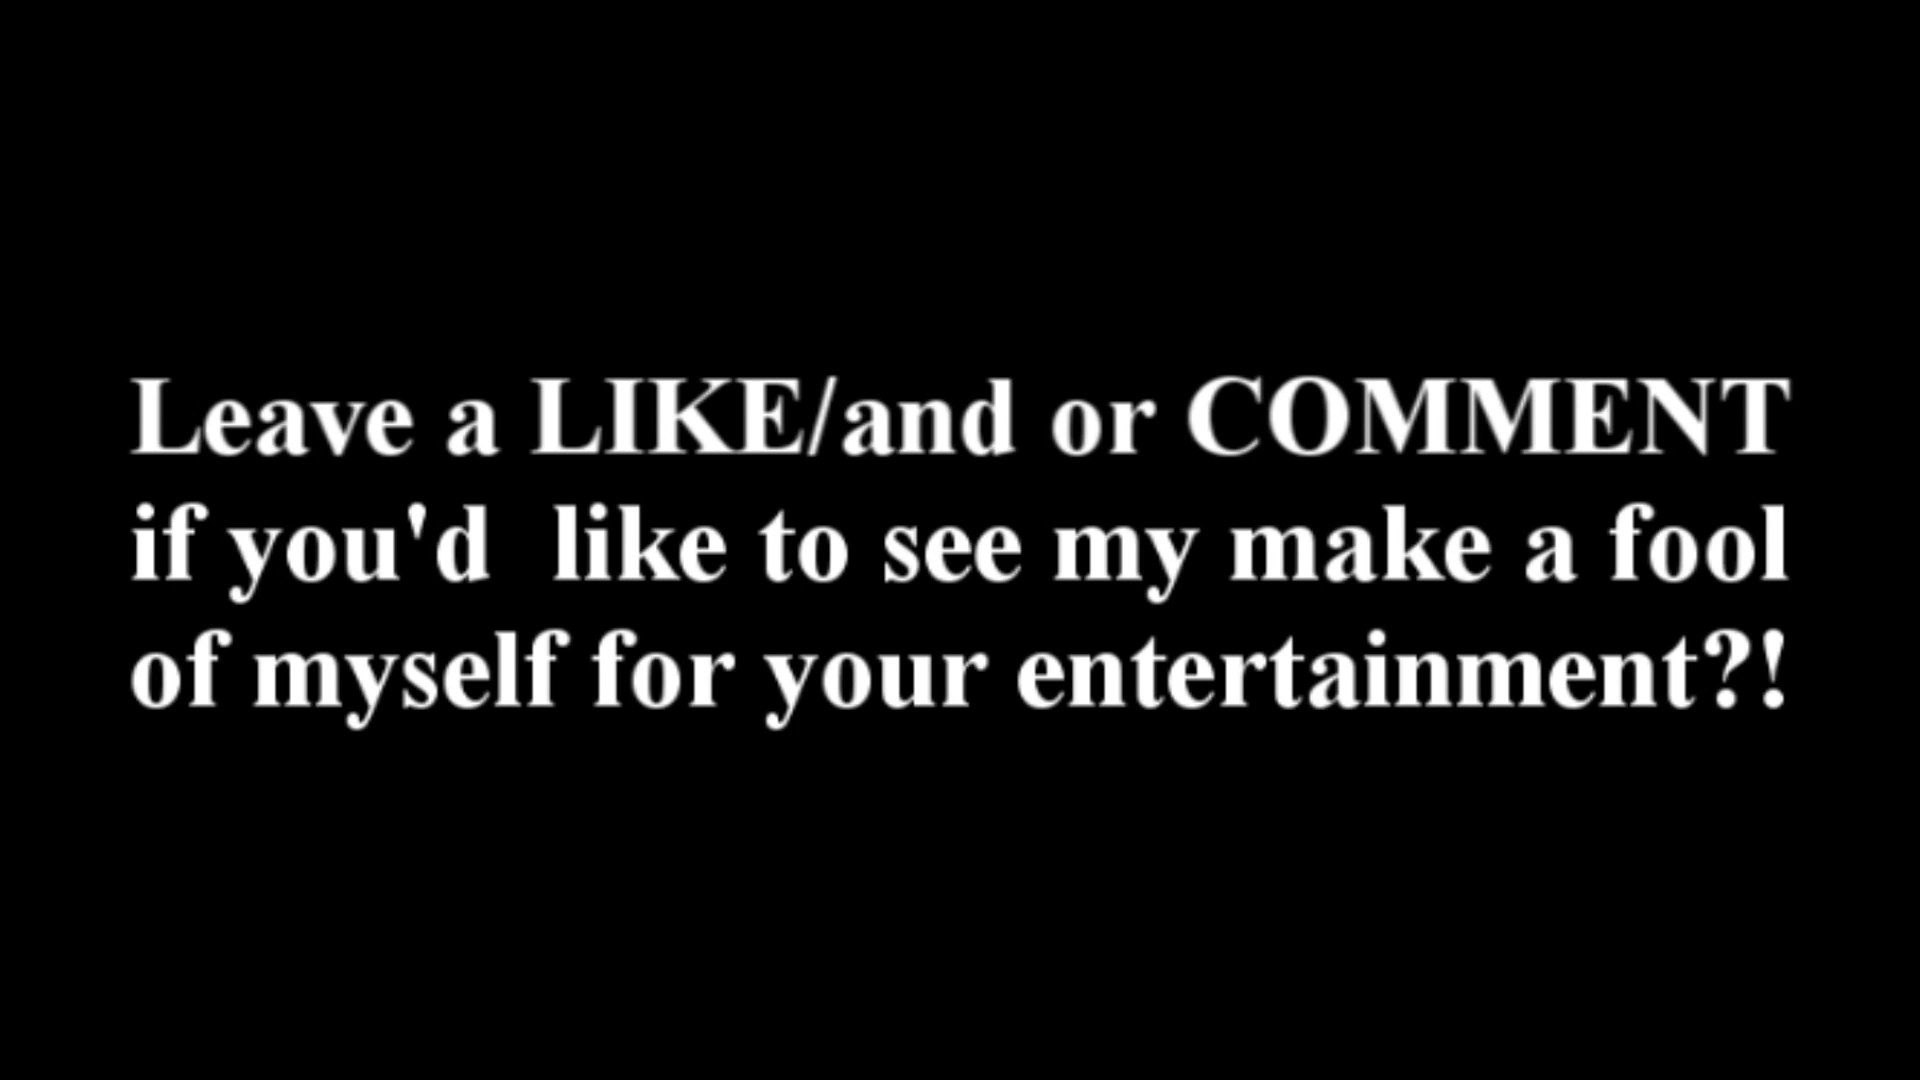 Leave a LIKE/and or COMMENT
if you'd  like to see my make a fool
of myself for your entertainment?!